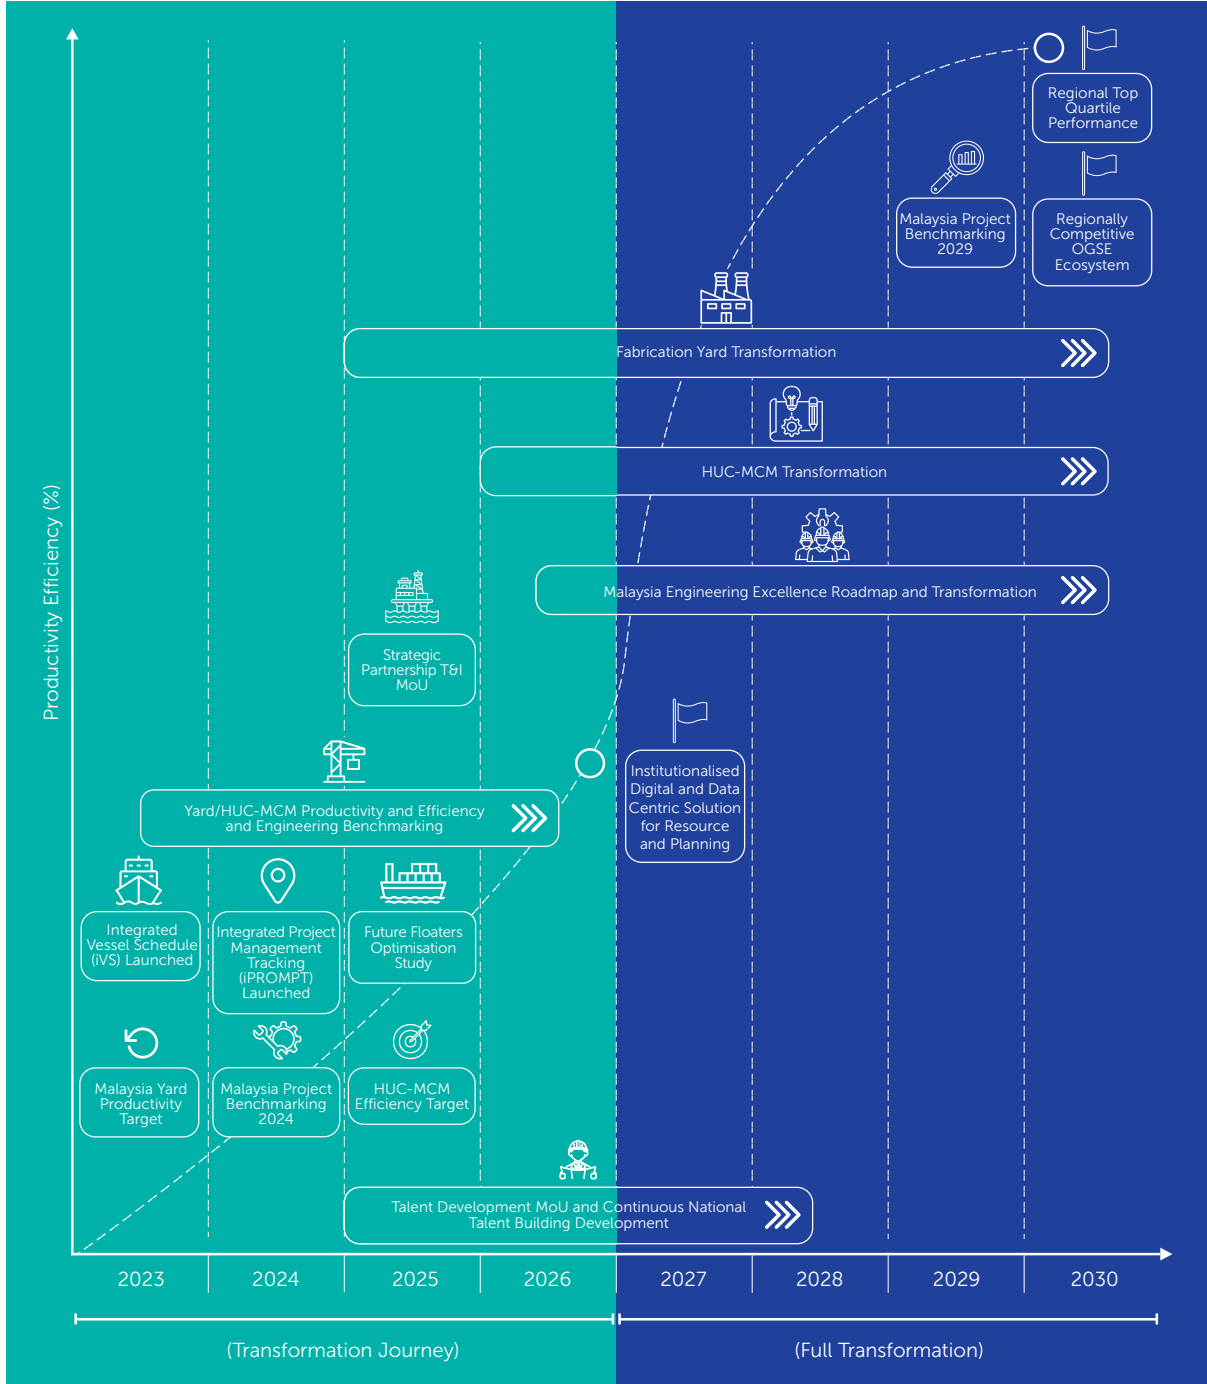 Regional Top
Quartile
Performance
Malaysia Project
Benchmarking
2029
Regionally
Competitive
OGSE
Ecosystem
Fabrication Yard Transformation
HUC-MCM Transformation
Malaysia Engineering Excellence Roadmap and Transformation
Strategic
Partnership T&I
MoU
Productivity Efficiency (%)
Institutionalised
Digital and Data
Centric Solution
for Resource
and Planning
Yard/HUC-MCM Productivity and Efficiency
and Engineering Benchmarking
Integrated
Vessel Schedule
(iVS) Launched
Integrated Project
Management
Tracking
(iPROMPT)
Launched
Future Floaters
Optimisation
Study
Malaysia Yard
Productivity
Target
Malaysia Project
Benchmarking
2024
HUC-MCM
Efficiency Target
Talent Development MoU and Continuous National
Talent Building Development
2023
2024
2025
2026
2027
2028
2029
2030
(Transformation Journey)
(Full Transformation)